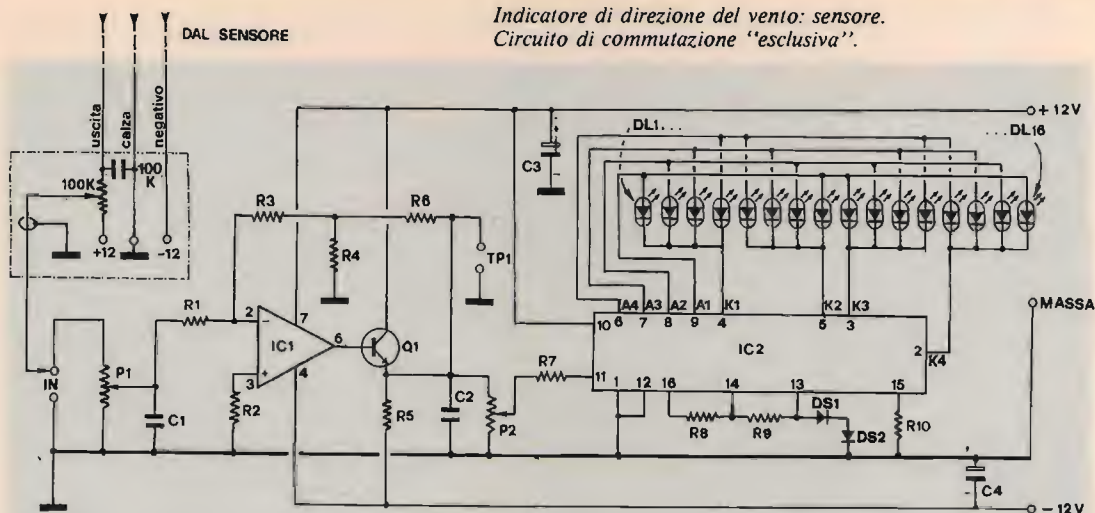 Indicatore di direzione del vento: sensore.
Circuito di commutazione "esclusiva".
DAL SENSORE
uscita
calza
negativo
100K
100
K
+12
-12
IN
P1
C1
R1
R2
R3
R4
R6
2
3
7
4
6
IC1
Q1
R5
C2
TP1
P2
R7
C3
+
-
+ 12V
DL1...
...DL16
A4
A3
A2
A1
K1
K2
K3
10
6
7
8
9
4
5
3
IC2
2
K4
11
1
12
16
14
13
15
R8
R9
DS1
DS2
R10
MASSA
+
-
C4
- 12V